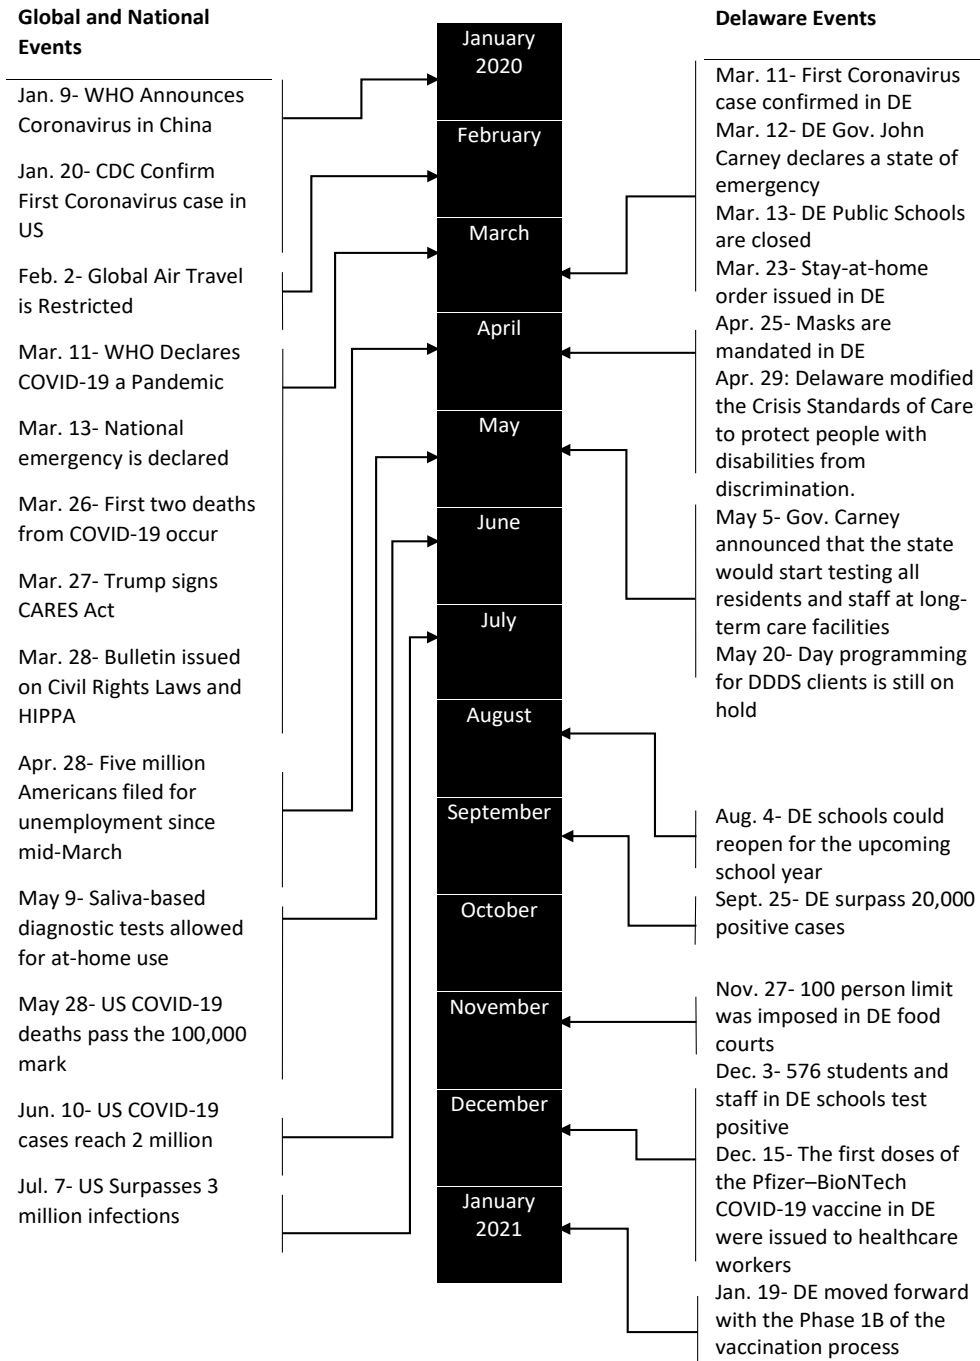 Global and National
Events
Jan. 9- WHO Announces
Coronavirus in China
Jan. 20- CDC Confirm
First Coronavirus case in
US
Feb. 2- Global Air Travel
is Restricted
Mar. 11- WHO Declares
COVID-19 a Pandemic
Mar. 13- National
emergency is declared
Mar. 26- First two deaths
from COVID-19 occur
Mar. 27- Trump signs
CARES Act
Mar. 28- Bulletin issued
on Civil Rights Laws and
HIPPA
Apr. 28- Five million
Americans filed for
unemployment since
mid-March
May 9- Saliva-based
diagnostic tests allowed
for at-home use
May 28- US COVID-19
deaths pass the 100,000
mark
Jun. 10- US COVID-19
cases reach 2 million
Jul. 7- US Surpasses 3
million infections
January
2020
February
March
April
May
June
July
August
September
October
November
December
January
2021
Delaware Events
Mar. 11- First Coronavirus
case confirmed in DE
Mar. 12- DE Gov. John
Carney declares a state of
emergency
Mar. 13- DE Public Schools
are closed
Mar. 23- Stay-at-home
order issued in DE
Apr. 25- Masks are
mandated in DE
Apr. 29: Delaware modified
the Crisis Standards of Care
to protect people with
disabilities from
discrimination.
May 5- Gov. Carney
announced that the state
would start testing all
residents and staff at long-
term care facilities
May 20- Day programming
for DDDS clients is still on
hold
Aug. 4- DE schools could
reopen for the upcoming
school year
Sept. 25- DE surpass 20,000
positive cases
Nov. 27- 100 person limit
was imposed in DE food
courts
Dec. 3- 576 students and
staff in DE schools test
positive
Dec. 15- The first doses of
the Pfizer–BioNTech
COVID-19 vaccine in DE
were issued to healthcare
workers
Jan. 19- DE moved forward
with the Phase 1B of the
vaccination process